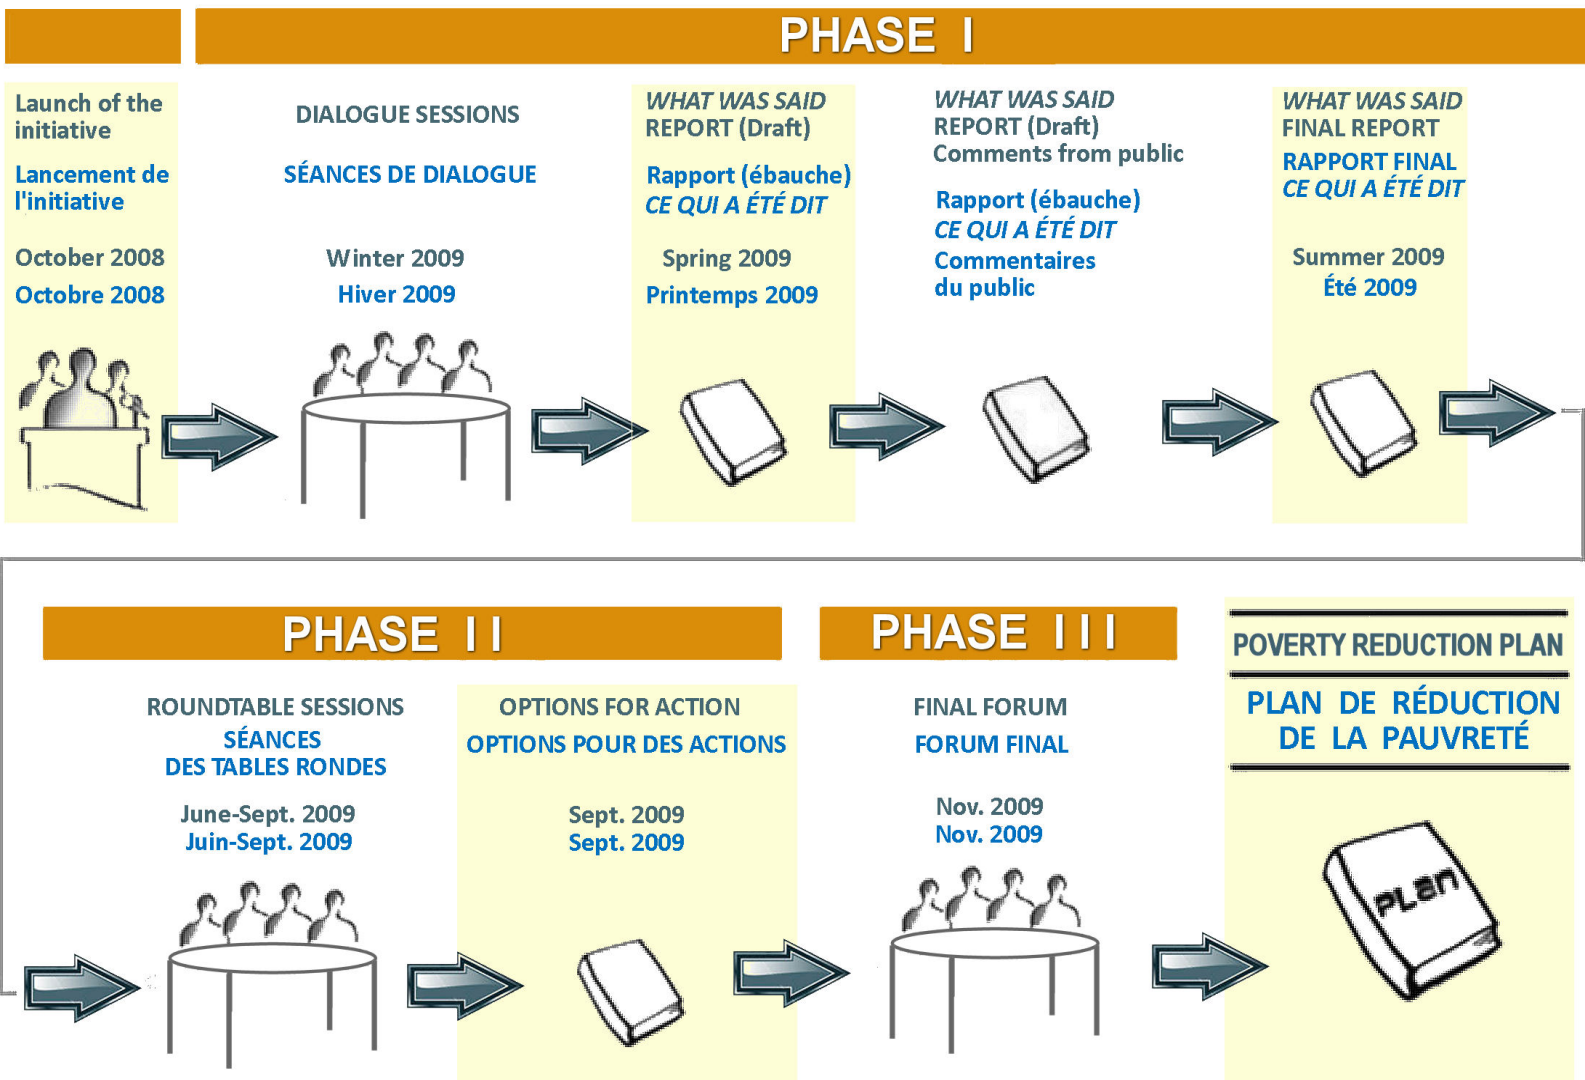 PHASE I
Launch of the
initiative
Lancement de
l'initiative
October 2008
Octobre 2008
DIALOGUE SESSIONS
SÉANCES DE DIALOGUE
Winter 2009
Hiver 2009
WHAT WAS SAID
REPORT (Draft)
Rapport (ébauche)
CE QUI A ÉTÉ DIT
Spring 2009
Printemps 2009
WHAT WAS SAID
REPORT (Draft)
Comments from public
Rapport (ébauche)
CE QUI A ÉTÉ DIT
Commentaires
du public
WHAT WAS SAID
FINAL REPORT
RAPPORT FINAL
CE QUI A ÉTÉ DIT
Summer 2009
Été 2009
PHASE II
ROUNDTABLE SESSIONS
SÉANCES
DES TABLES RONDES
June-Sept. 2009
Juin-Sept. 2009
OPTIONS FOR ACTION
OPTIONS POUR DES ACTIONS
Sept. 2009
Sept. 2009
PHASE III
FINAL FORUM
FORUM FINAL
Nov. 2009
Nov. 2009
POVERTY REDUCTION PLAN
PLAN DE RÉDUCTION
DE LA PAUVRETÉ
PLan